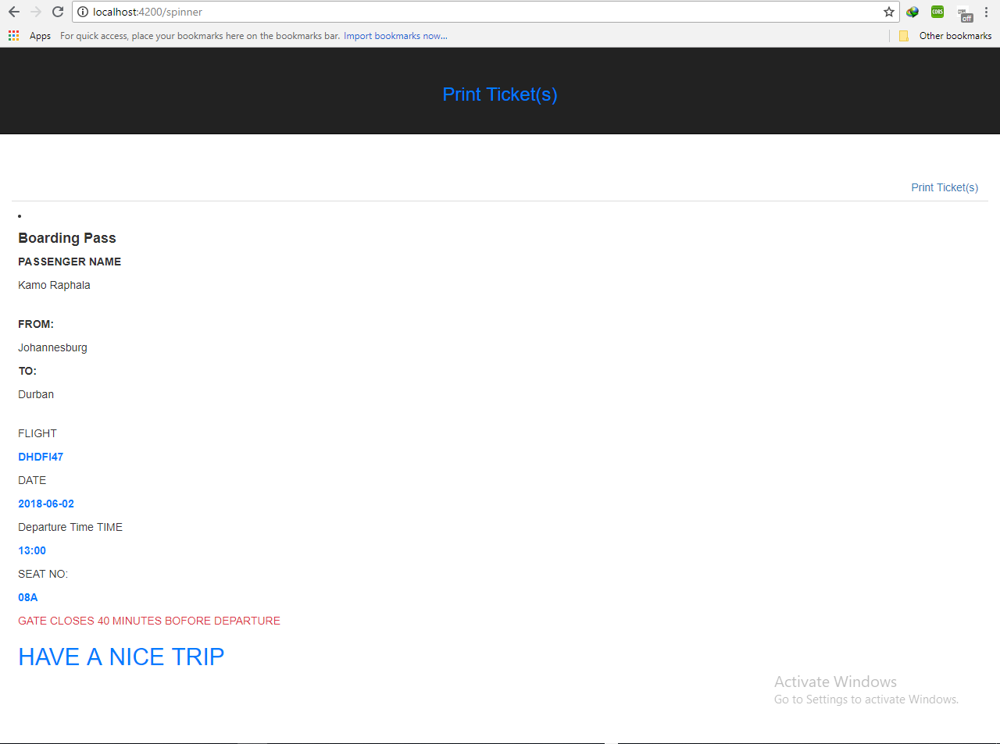 localhost:4200/spinner
CORS
off
Apps For quick access, place your bookmarks here on the bookmarks bar. Import bookmarks now... Other bookmarks
Print Ticket(s)
Print Ticket(s)
Boarding Pass
PASSENGER NAME
Kamo Raphala
FROM:
Johannesburg
TO:
Durban
FLIGHT
DHDFI47
DATE
2018-06-02
Departure Time TIME
13:00
SEAT NO:
08A
GATE CLOSES 40 MINUTES BOFORE DEPARTURE
HAVE A NICE TRIP
Activate Windows
Go to Settings to activate Windows.